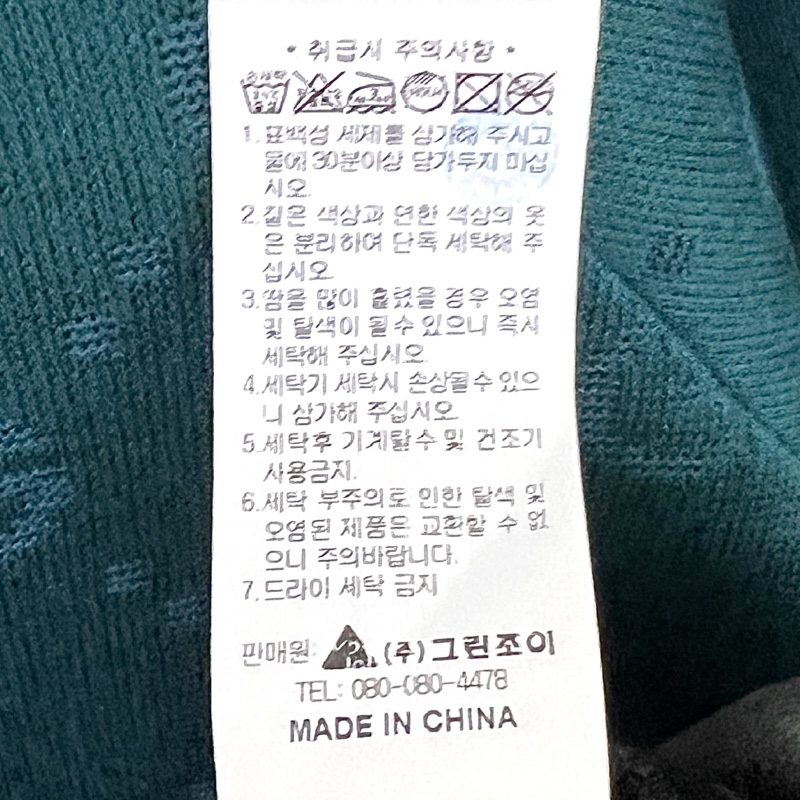 • 취급시 주의사항 •
손세탁
1.표백성 세제를 삼가해 주시고
물에 30분이상 담가두지 마십
시오.
2.짙은 색상과 연한 색상의 옷
은 분리하여 단독 세탁해 주
십시오.
3.땀을 많이 흘렸을 경우 오염
및 탈색이 될수 있으니 즉시
세탁해 주십시오.
4.세탁기 세탁시 손상될수 있으
니 삼가해 주십시오
5.세탁후 기계탈수 및 건조기
사용금지.
6.세탁 부주의로 인한 탈색 및
오염된 제품은 교환할 수 없
으니 주의바랍니다.
7.드라이 세탁 금지
판매원: (주)그린조이
TEL: 080-080-4478
MADE IN CHINA